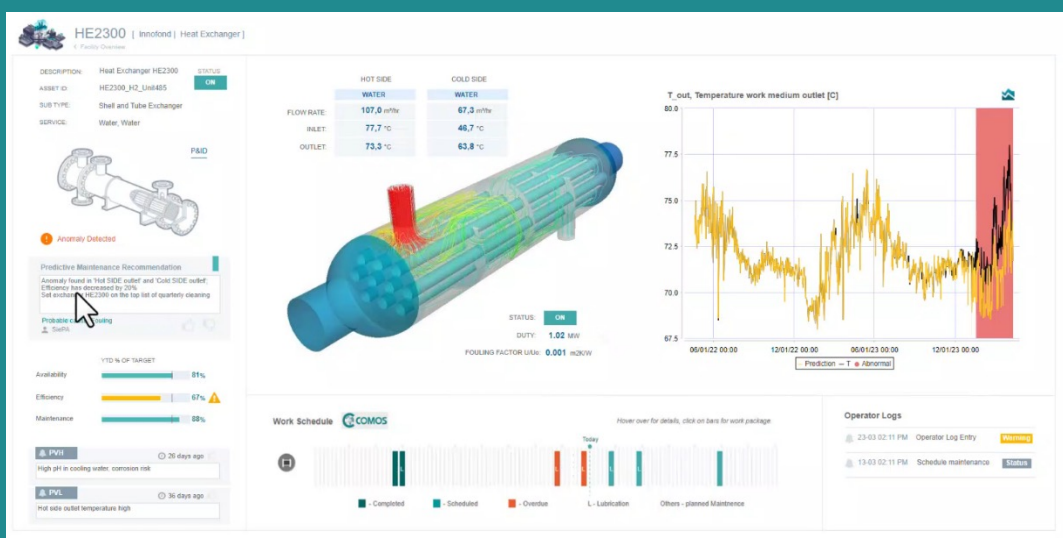 HE2300 | Innofond | Heat Exchanger |
Facility Overview
DESCRIPTION: Heat Exchanger HE2300 STATUS
ON
ASSET ID: HE2300_H2_Unit485
SUB TYPE: Shell and Tube Exchanger
SERVICE: Water, Water
P&ID
Anomaly Detected
Predictive Maintenance Recommendation
Anomaly found in 'Hot SIDE outlet' and 'Cold SIDE outlet'
Efficiency has decreased by 20%
Set exchanger HE2300 on the top list of quarterly cleaning
Probable
SiePA
YTD % OF TARGET
Availability 81%
Efficiency 67%
Maintenance 88%
PVH 26 days ago
High pH in cooling water, corrosion risk
PVL 36 days ago
Hot side outlet temperature high
HOT SIDE COLD SIDE
WATER WATER
FLOW RATE: 107,0 m³/hr 67,3 m³/hr
INLET: 77,7 °C 46,7 °C
OUTLET: 73,3 °C 63,8 °C
STATUS: ON
DUTY: 1.02 MW
FOULING FACTOR U/Uc: 0.001 m2K/W
T_out, Temperature work medium outlet [C]
80.0
77.5
75.0
72.5
70.0
67.5
06/01/22 00:00 12/01/22 00:00 06/01/23 00:00 12/01/23 00:00
Prediction T Abnormal
Work Schedule COMOS Hover over for details, click on bars for work package
Today
L L L L
- Completed - Scheduled - Overdue L - Lubrication Others - planned Maintnence
Operator Logs
23-03 02:11 PM Operator Log Entry Warning
13-03 02:11 PM Schedule maintenance Status